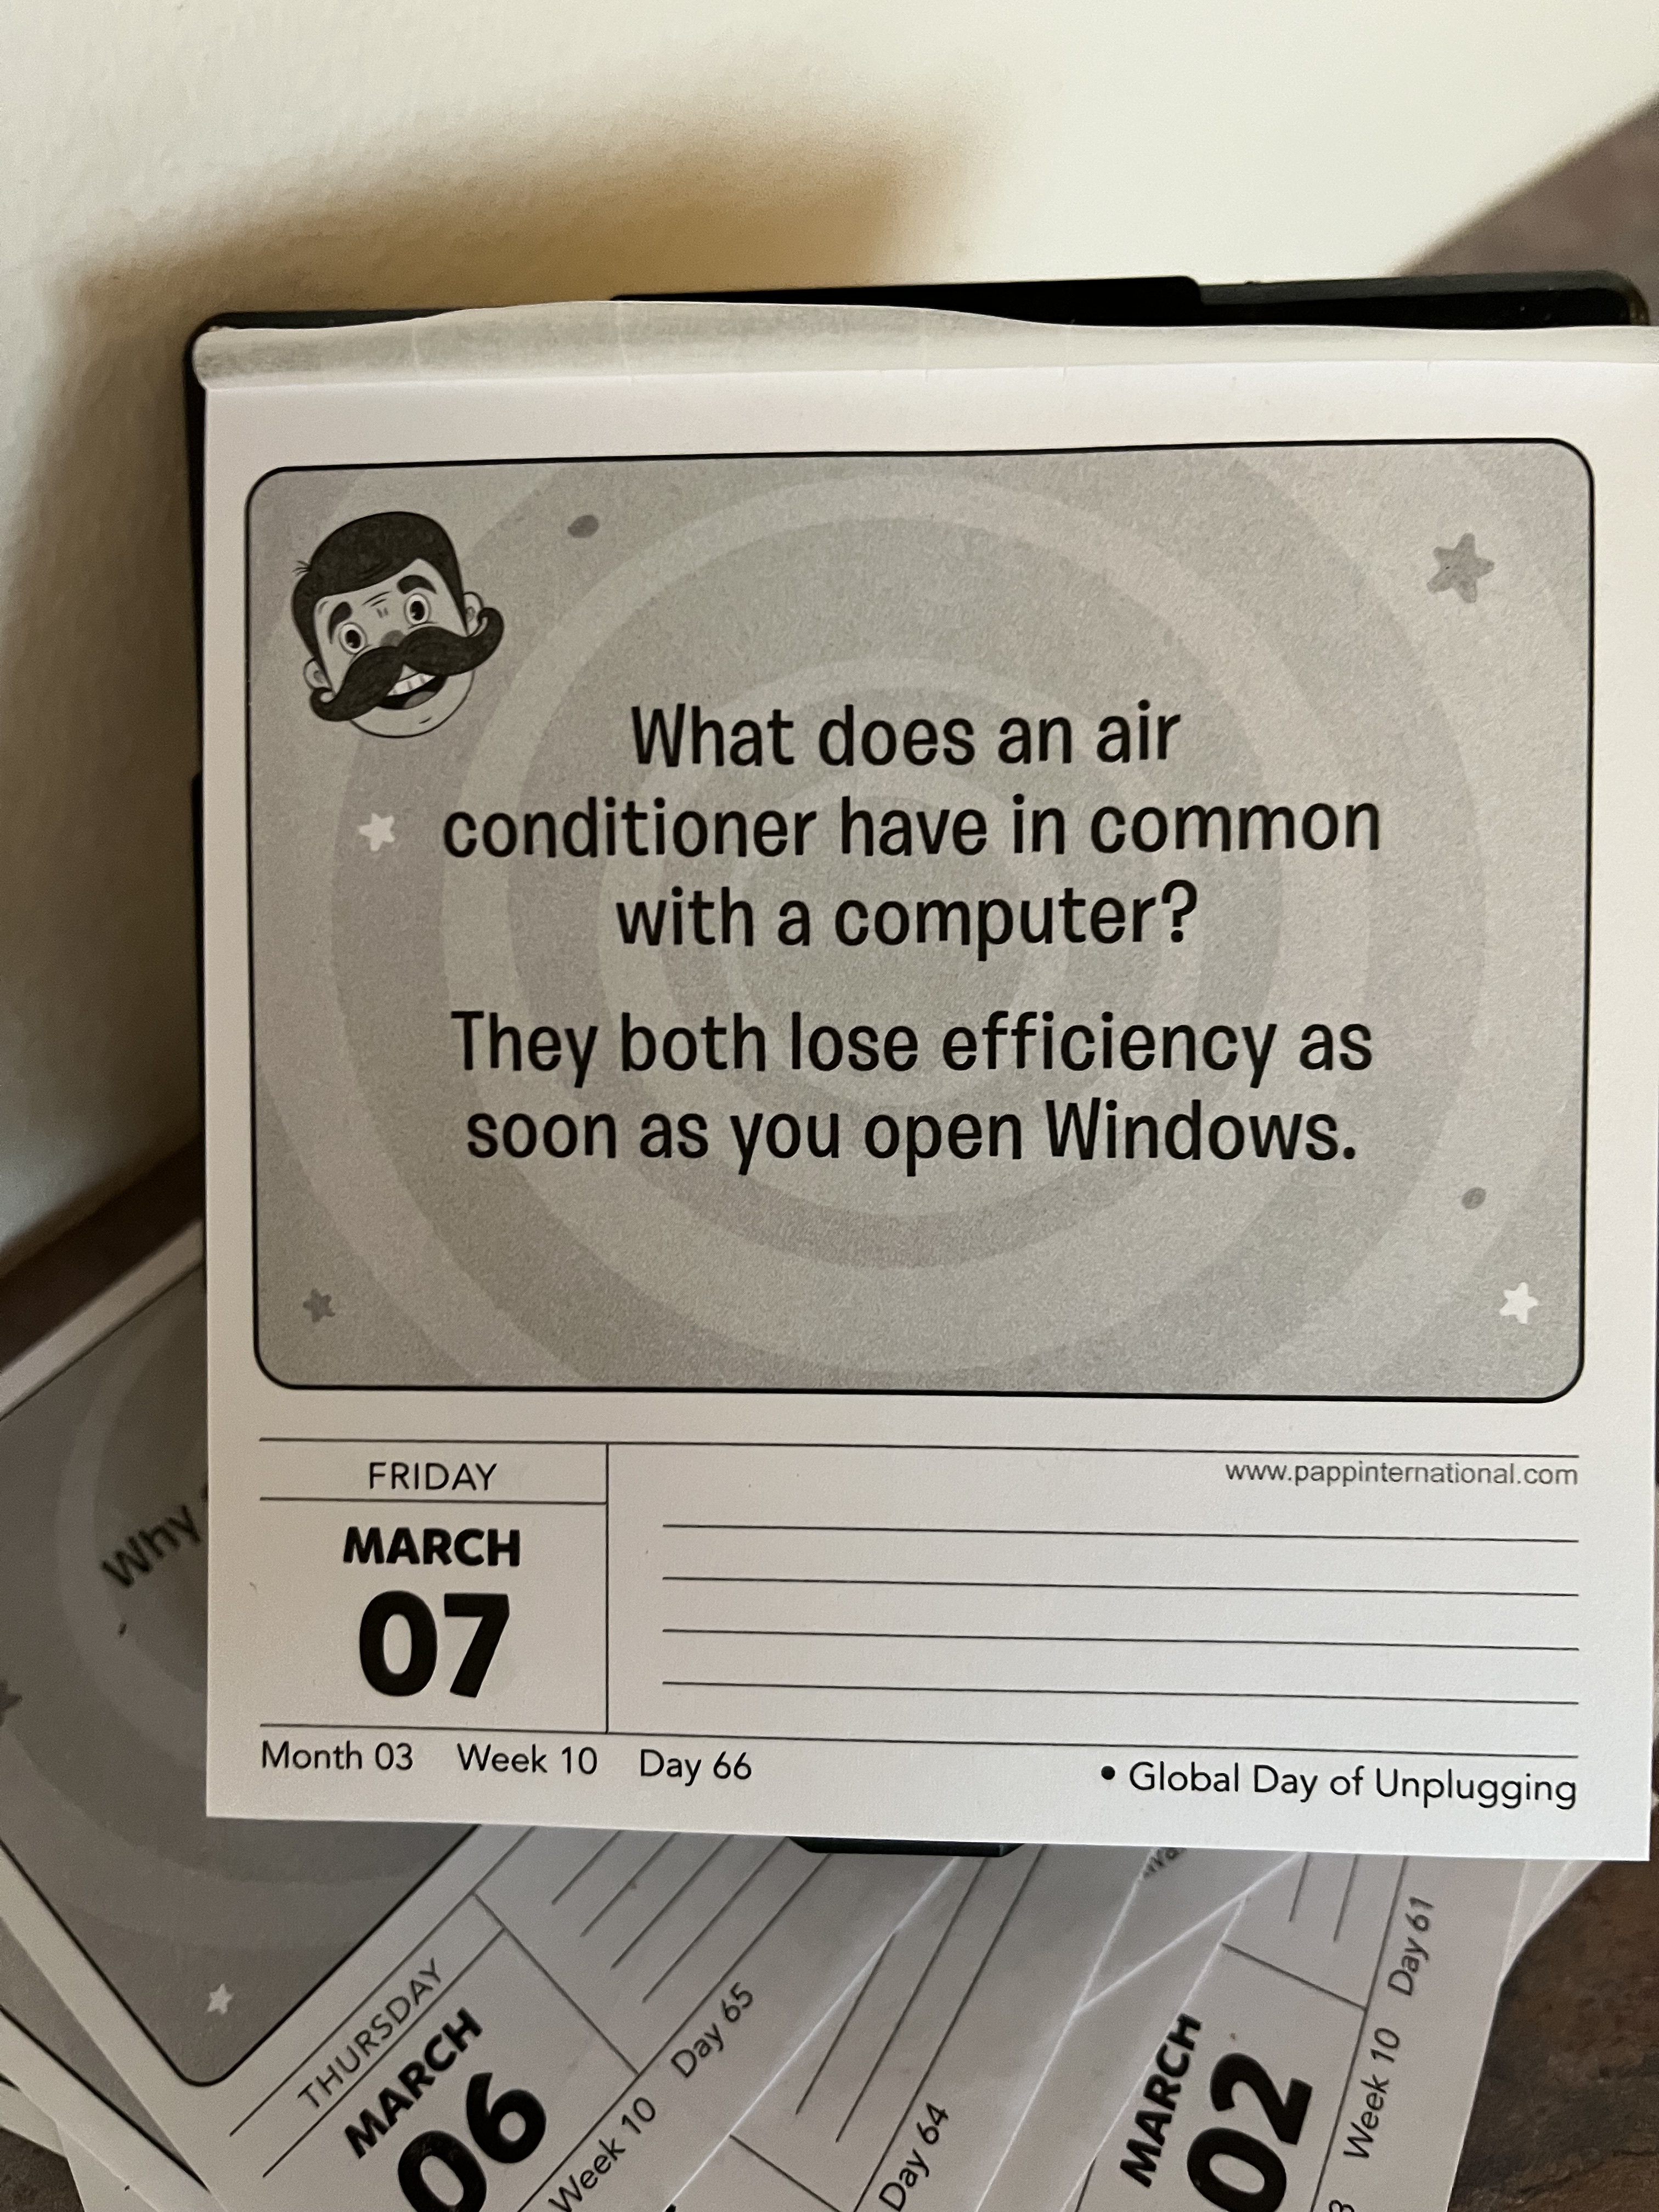 What does an air
conditioner have in common
with a computer?
They both lose efficiency as
soon as you open Windows.
FRIDAY
MARCH
07
www.pappinternational.com
Month 03 Week 10 Day 66
• Global Day of Unplugging
Why
THURSDAY
MARCH
06
Week 10 Day 65
Day 64
MARCH
02
Week 10 Day 61